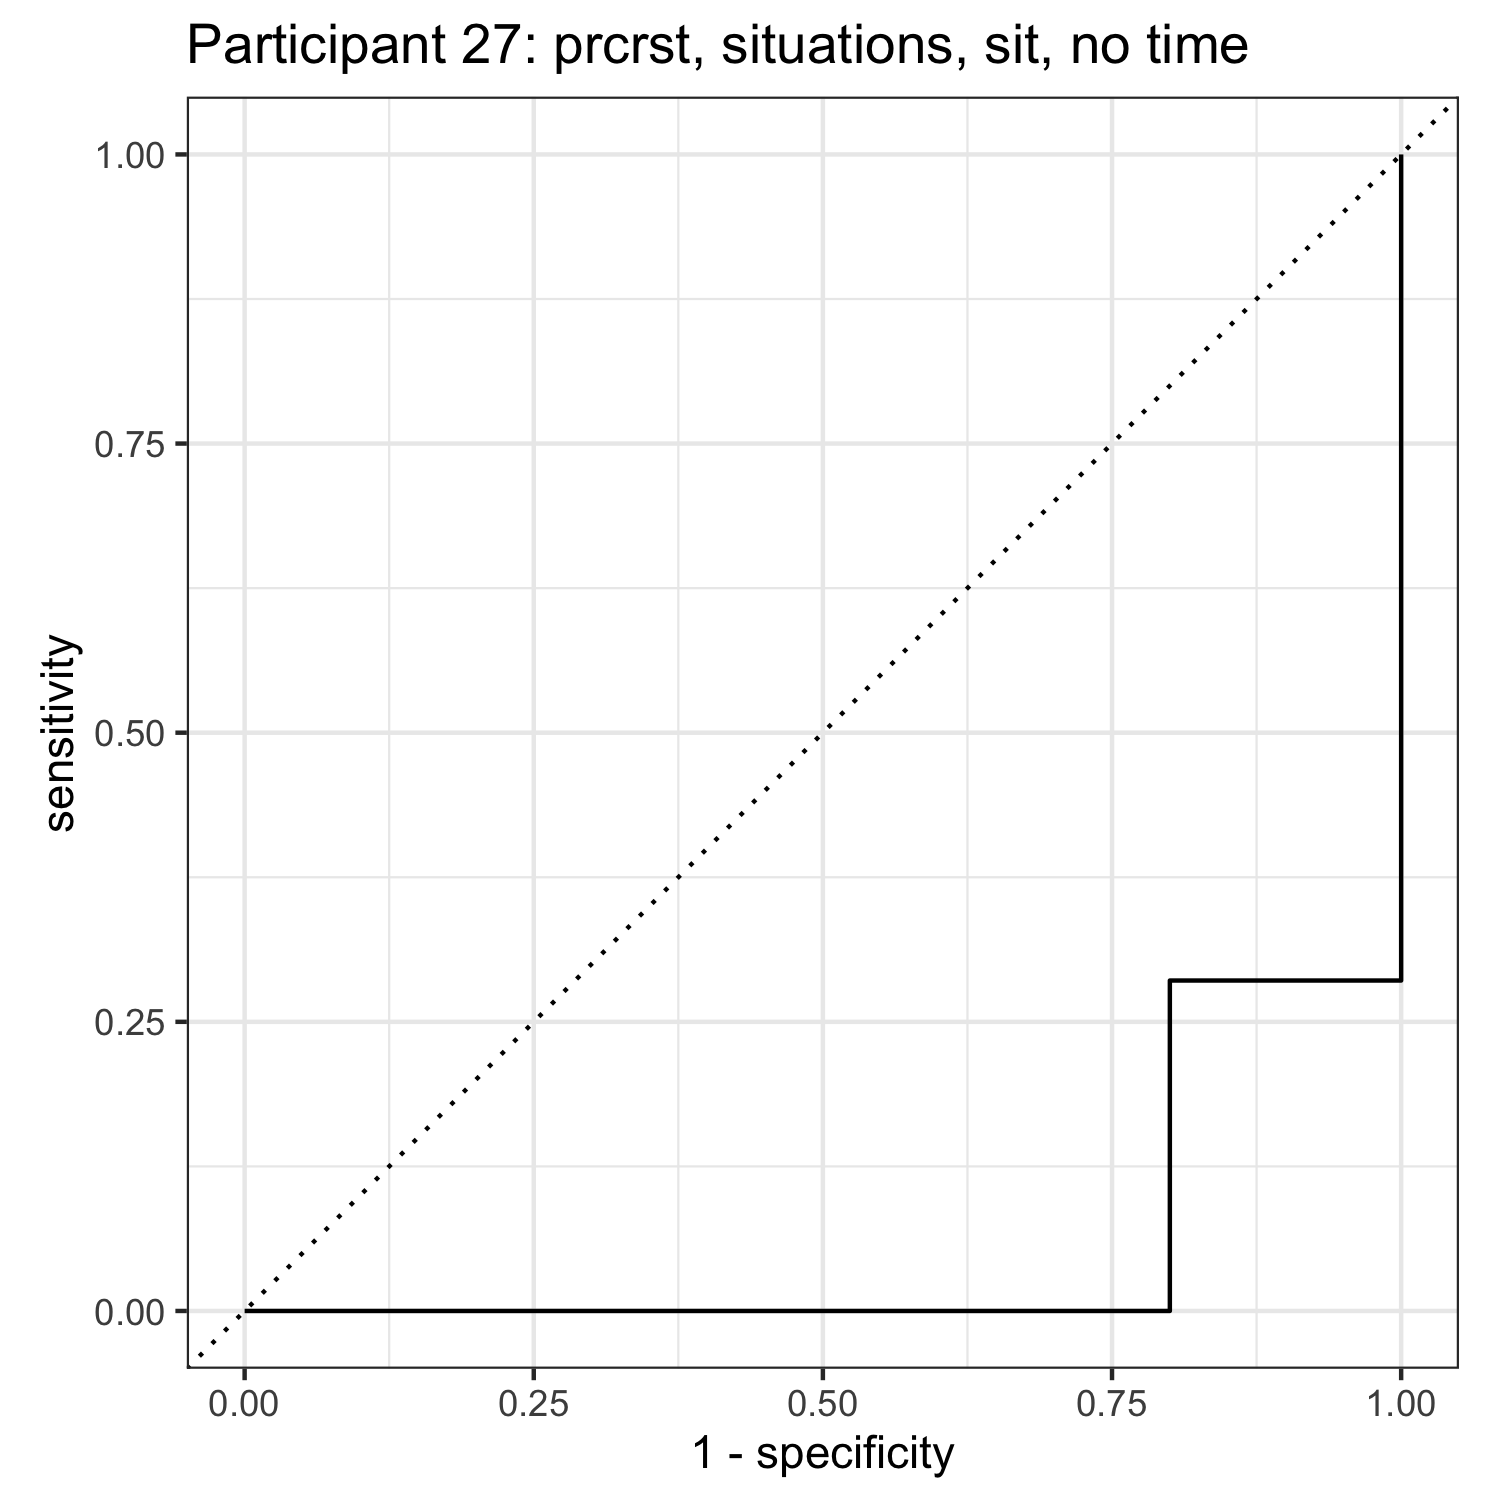 Participant 27: prcrst, situations, sit, no time
1.00
0.75
0.50
0.25
0.00
sensitivity
0.00 0.25 0.50 0.75 1.00
1 - specificity